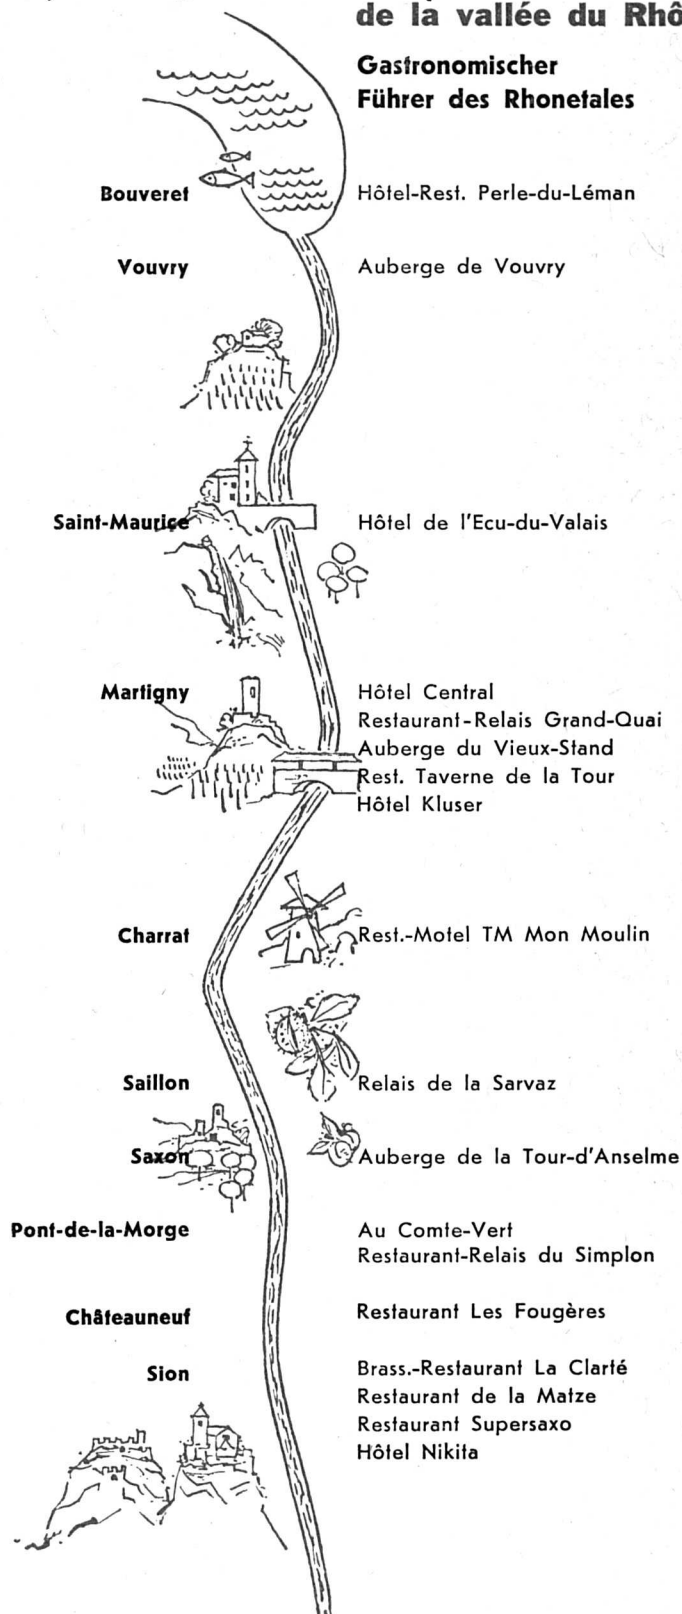 de la vallée du Rhô
Gastronomischer
Führer des Rhonetales
Bouveret Hôtel-Rest. Perle-du-Léman
Vouvry Auberge de Vouvry
Saint-Maurice Hôtel de l'Ecu-du-Valais
Martigny Hôtel Central
Restaurant-Relais Grand-Quai
Auberge du Vieux-Stand
Rest. Taverne de la Tour
Hôtel Kluser
Charrat Rest.-Motel TM Mon Moulin
Saillon Relais de la Sarvaz
Saxon Auberge de la Tour-d'Anselme
Pont-de-la-Morge Au Comte-Vert
Restaurant-Relais du Simplon
Châteauneuf Restaurant Les Fougères
Sion Brass.-Restaurant La Clarté
Restaurant de la Matze
Restaurant Supersaxo
Hôtel Nikita